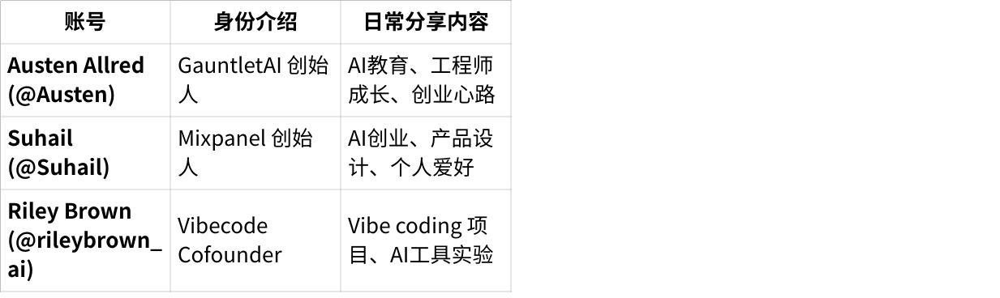 账号 身份介绍 日常分享内容
Austen Allred GauntletAI 创始 AI教育、工程师
(@Austen) 人 成长、创业心路
Suhail Mixpanel 创始 AI创业、产品设
(@Suhail) 人 计、个人爱好
Riley Brown
(@rileybrown_
ai)
Vibecode
Cofounder
Vibe coding 项
目、AI工具实验